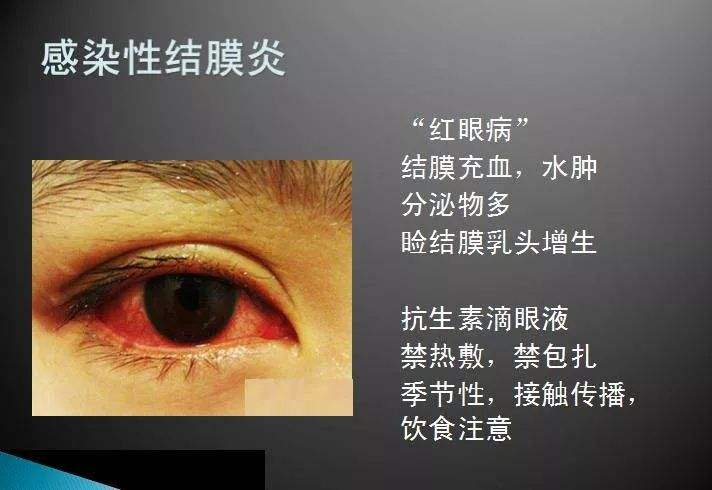 感染性结膜炎
“红眼病”
结膜充血，水肿
分泌物多
睑结膜乳头增生
抗生素滴眼液
禁热敷，禁包扎
季节性，接触传播，
饮食注意